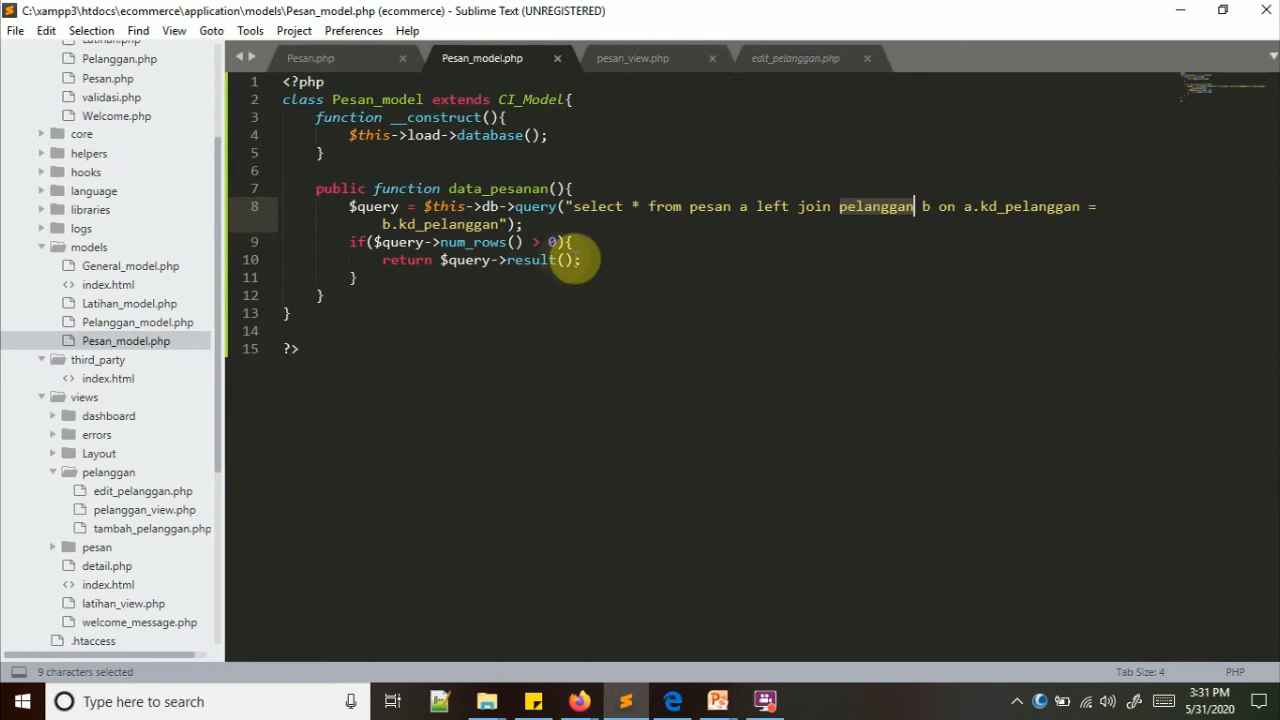 C:\xampp3\htdocs\ecommerce\application\models\Pesan_model.php (ecommerce) - Sublime Text (UNREGISTERED)
File Edit Selection Find View Goto Tools Project Preferences Help
Latihan.php
Pelanggan.php
Pesan.php
validasi.php
Welcome.php
core
helpers
hooks
language
libraries
logs
models
General_model.php
index.html
Latihan_model.php
Pelanggan_model.php
Pesan_model.php
third_party
index.html
views
dashboard
errors
Layout
pelanggan
edit_pelanggan.php
pelanggan_view.php
tambah_pelanggan.php
pesan
detail.php
index.html
latihan_view.php
welcome_message.php
.htaccess
Pesan.php Pesan_model.php pesan_view.php edit_pelanggan.php
1 <?php
2 class Pesan_model extends CI_Model{
3 function __construct(){
4 $this->load->database();
5 }
6
7 public function data_pesanan(){
8 $query = $this->db->query("select * from pesan a left join pelanggan b on a.kd_pelanggan =
b.kd_pelanggan");
9 if($query->num_rows() > 0){
10 return $query->result();
11 }
12 }
13 }
14
15 ?>
9 characters selected Tab Size: 4 PHP
Type here to search
3:31 PM
5/31/2020